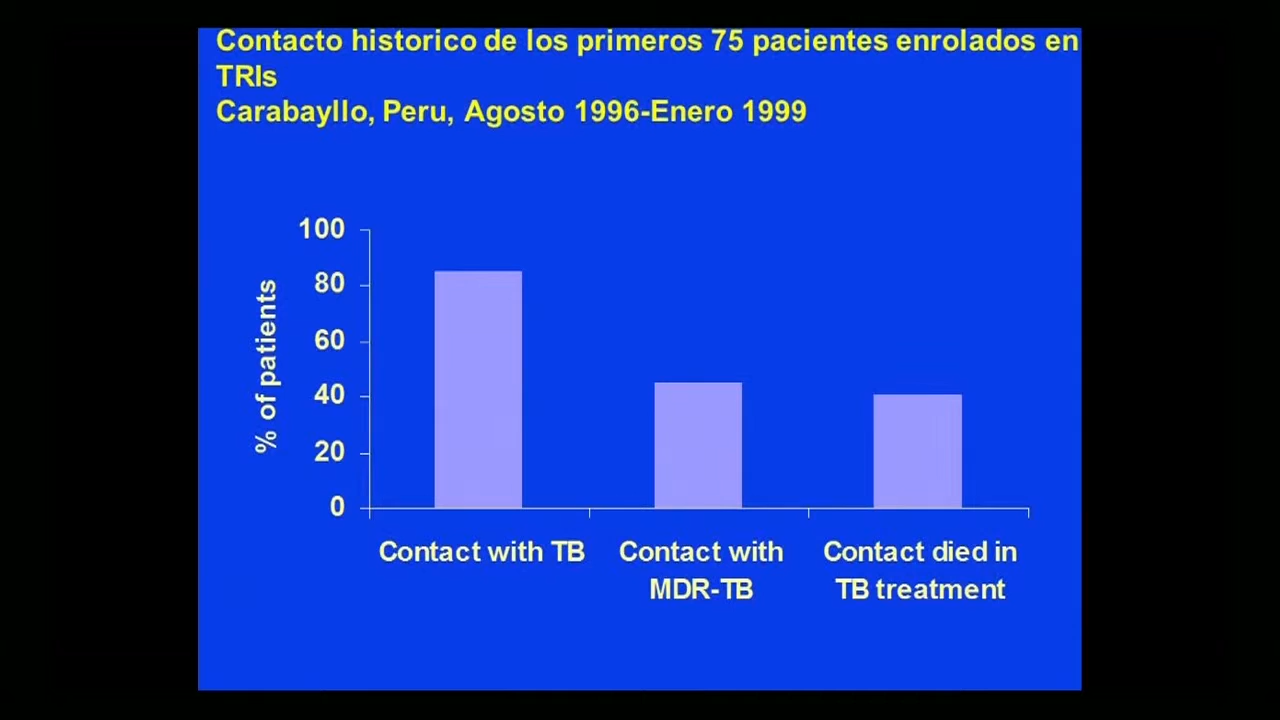 Contacto historico de los primeros 75 pacientes enrolados en
TRIs
Carabayllo, Peru, Agosto 1996-Enero 1999
100
80
60
40
20
0
% of patients
Contact with TB
Contact with
MDR-TB
Contact died in
TB treatment